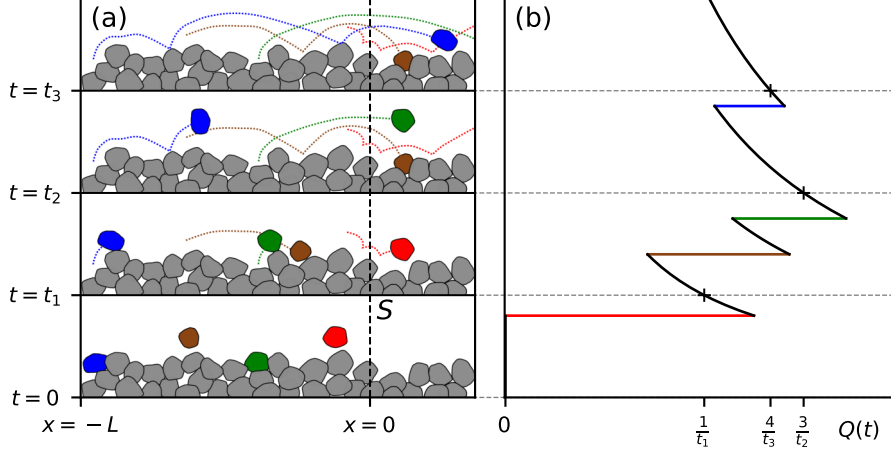 (a)
(b)
t = t₃
t = t₂
t = t₁
S
t = 0
x = −L
x = 0
0
1/t₁
4/t₃
3/t₂
Q(t)